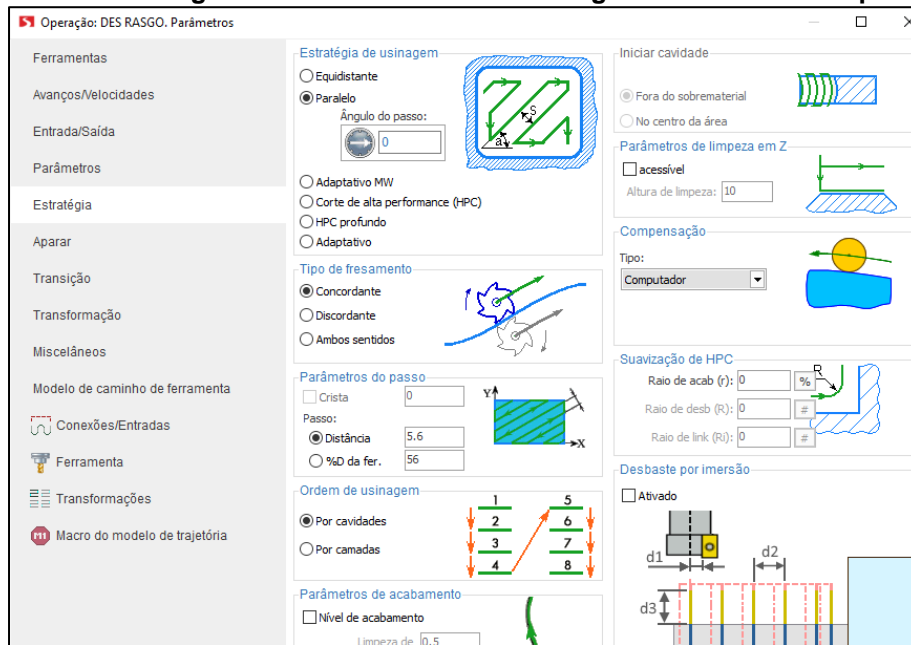 Operação: DES RASGO. Parâmetros
Ferramentas
Avanços/Velocidades
Entrada/Saída
Parâmetros
Estratégia
Aparar
Transição
Transformação
Miscelâneos
Modelo de caminho de ferramenta
Conexões/Entradas
Ferramenta
Transformações
M1 Macro do modelo de trajetória
Estratégia de usinagem
Equidistante
Paralelo
Ângulo do passo:
0
S
a
Adaptativo MW
Corte de alta performance (HPC)
HPC profundo
Adaptativo
Tipo de fresamento
Concordante
Discordante
Ambos sentidos
Parâmetros do passo
Crista 0
Passo:
Distância 5.6
%D da fer. 56
Y
X
Ordem de usinagem
Por cavidades
Por camadas
1 5
2 6
3 7
4 8
Parâmetros de acabamento
Nível de acabamento
Limpeza de 0.5
Iniciar cavidade
Fora do sobrematerial
No centro da área
Parâmetros de limpeza em Z
acessível
Altura de limpeza: 10
Compensação
Tipo:
Computador
Suavização de HPC
Raio de acab (r): 0 %
Raio de desb (R): 0 #
Raio de link (Ri): 0 #
R
Desbaste por imersão
Ativado
d1
d2
d3